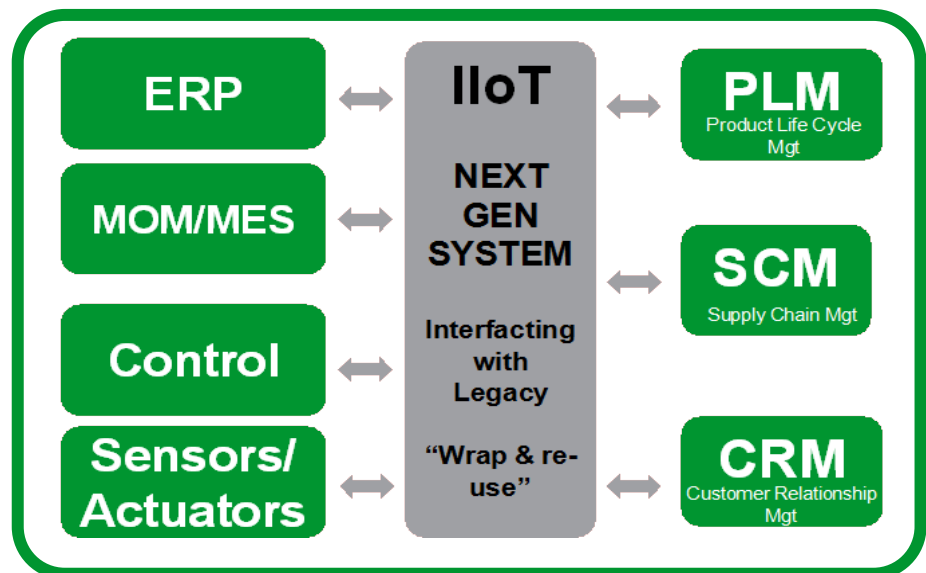 ERP
MOM/MES
Control
Sensors/
Actuators
IIoT
NEXT
GEN
SYSTEM
Interfacting
with
Legacy
“Wrap & re-
use”
PLM
Product Life Cycle
Mgt
SCM
Supply Chain Mgt
CRM
Customer Relationship
Mgt